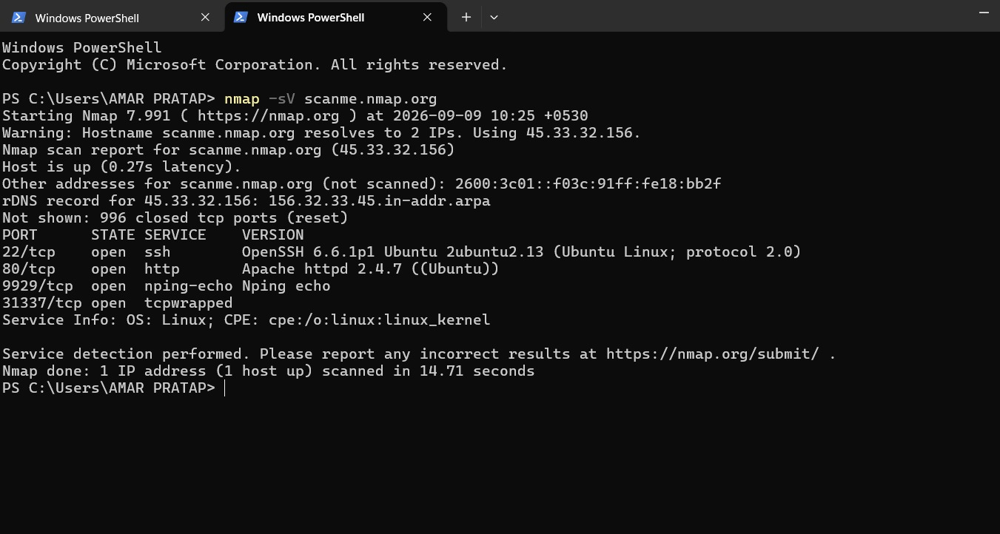 Windows PowerShell
Windows PowerShell
Windows PowerShell
Copyright (C) Microsoft Corporation. All rights reserved.
PS C:\Users\AMAR PRATAP> nmap -sV scanme.nmap.org
Starting Nmap 7.991 ( https://nmap.org ) at 2026-09-09 10:25 +0530
Warning: Hostname scanme.nmap.org resolves to 2 IPs. Using 45.33.32.156.
Nmap scan report for scanme.nmap.org (45.33.32.156)
Host is up (0.27s latency).
Other addresses for scanme.nmap.org (not scanned): 2600:3c01::f03c:91ff:fe18:bb2f
rDNS record for 45.33.32.156: 156.32.33.45.in-addr.arpa
Not shown: 996 closed tcp ports (reset)
PORT      STATE SERVICE    VERSION
22/tcp    open  ssh        OpenSSH 6.6.1p1 Ubuntu 2ubuntu2.13 (Ubuntu Linux; protocol 2.0)
80/tcp    open  http       Apache httpd 2.4.7 ((Ubuntu))
9929/tcp  open  nping-echo Nping echo
31337/tcp open  tcpwrapped
Service Info: OS: Linux; CPE: cpe:/o:linux:linux_kernel
Service detection performed. Please report any incorrect results at https://nmap.org/submit/ .
Nmap done: 1 IP address (1 host up) scanned in 14.71 seconds
PS C:\Users\AMAR PRATAP>